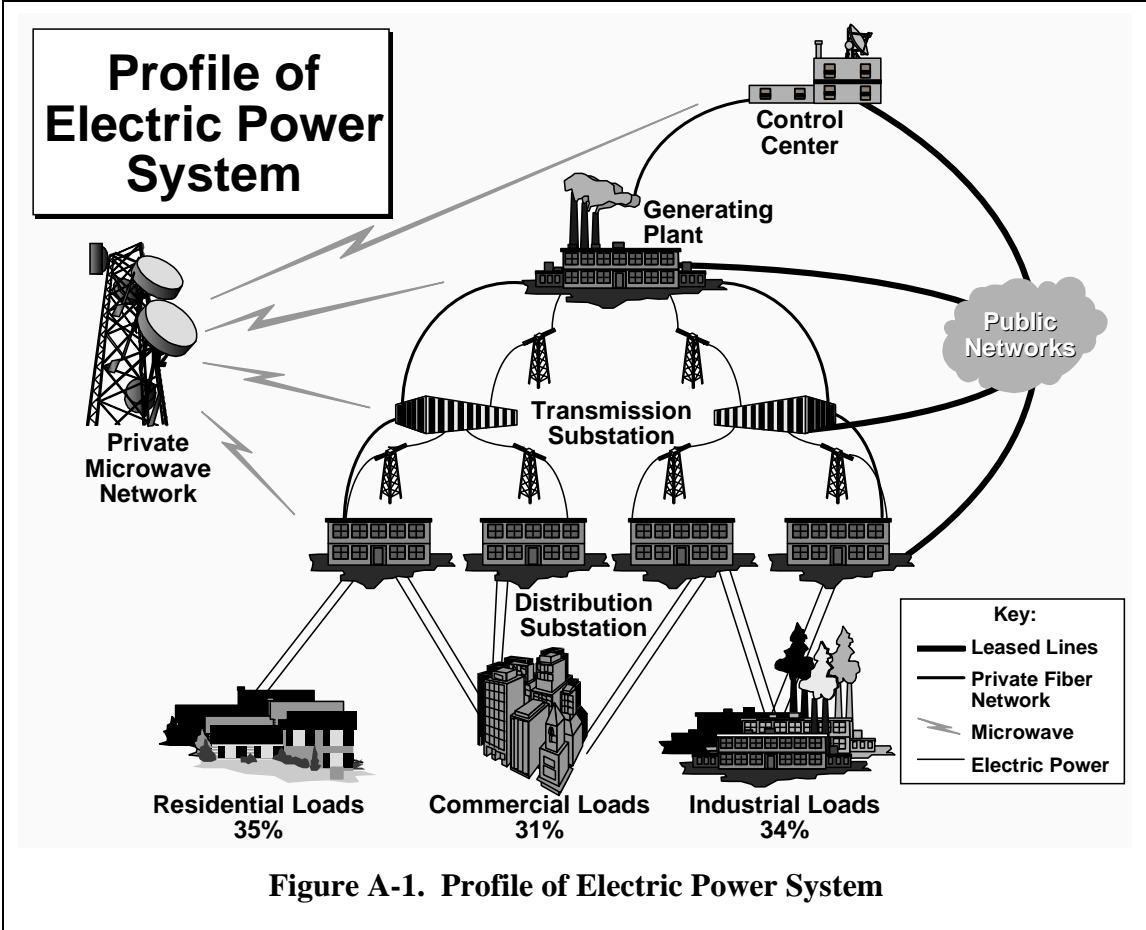 Profile of
Electric Power
System
Control
Center
Generating
Plant
Public
Networks
Transmission
Substation
Private
Microwave
Network
Distribution
Substation
Key:
Leased Lines
Private Fiber
Network
Microwave
Electric Power
Residential Loads
35%
Commercial Loads
31%
Industrial Loads
34%
Figure A-1. Profile of Electric Power System